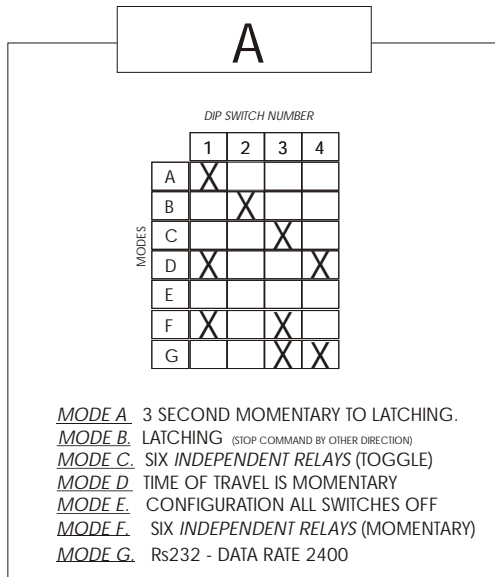 A
DIP SWITCH NUMBER
1 2 3 4
MODES
A X
B X
C X
D X X
E
F X X
G X X
MODE A 3 SECOND MOMENTARY TO LATCHING.
MODE B. LATCHING (STOP COMMAND BY OTHER DIRECTION)
MODE C. SIX INDEPENDENT RELAYS (TOGGLE)
MODE D TIME OF TRAVEL IS MOMENTARY
MODE E. CONFIGURATION ALL SWITCHES OFF
MODE F. SIX INDEPENDENT RELAYS (MOMENTARY)
MODE G. Rs232 - DATA RATE 2400